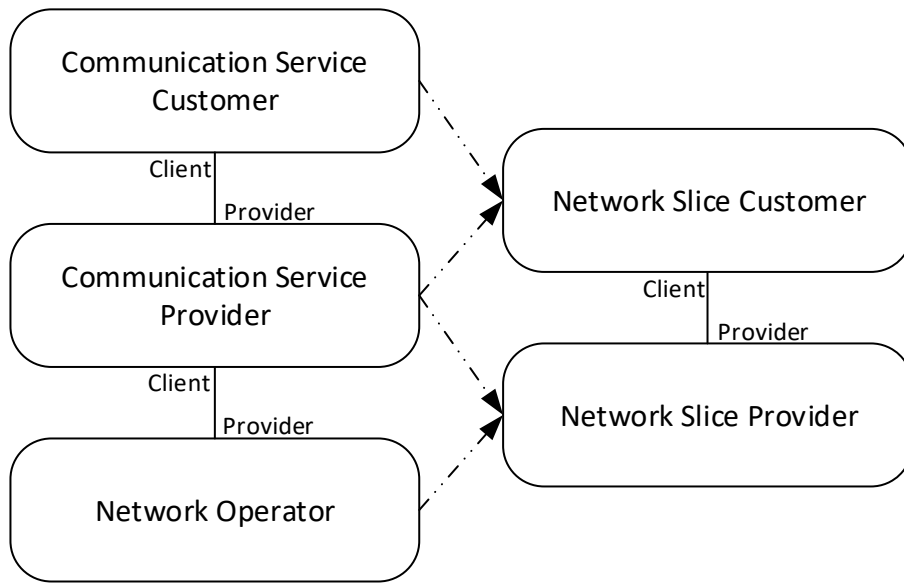 Communication Service
Customer
Client
Provider
Communication Service
Provider
Client
Provider
Network Operator
Network Slice Customer
Client
Provider
Network Slice Provider